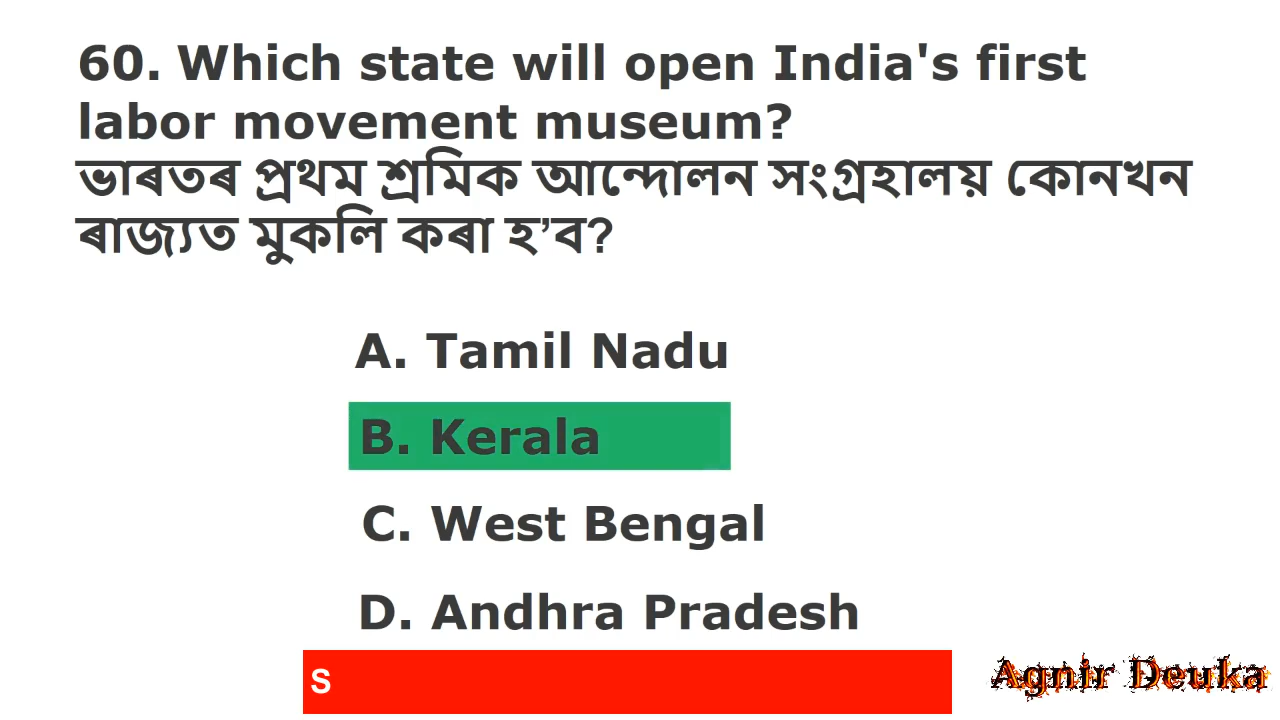 60. Which state will open India's first
labor movement museum?
ভাৰতৰ প্ৰথম শ্ৰমিক আন্দোলন সংগ্ৰহালয় কোনখন
ৰাজ্যত মুকলি কৰা হ’ব?
A. Tamil Nadu
B. Kerala
C. West Bengal
D. Andhra Pradesh
S
Agnir Deuka